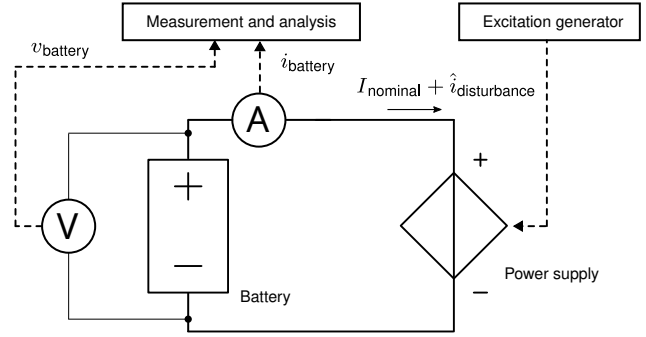 Measurement and analysis
Excitation generator
v_battery
i_battery
I_nominal + î_disturbance
A
+
+
V
−
Power supply
−
Battery